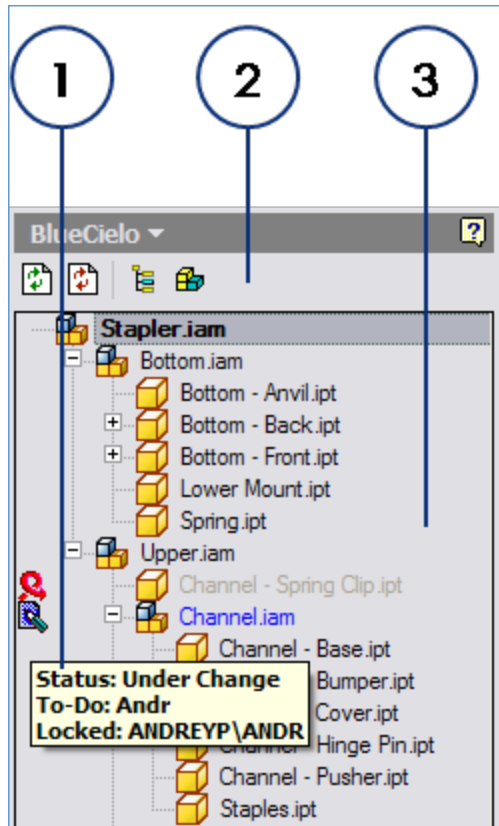 1 2 3
BlueCielo
Stapler.iam
Bottom.iam
Bottom - Anvil.ipt
Bottom - Back.ipt
Bottom - Front.ipt
Lower Mount.ipt
Spring.ipt
Upper.iam
Channel - Spring Clip.ipt
Channel.iam
Channel - Base.ipt
Status: Under Change
Bumper.ipt
To-Do: Andr
Cover.ipt
Locked: ANDREYP\ANDR
Channel - Hinge Pin.ipt
Channel - Pusher.ipt
Staples.ipt